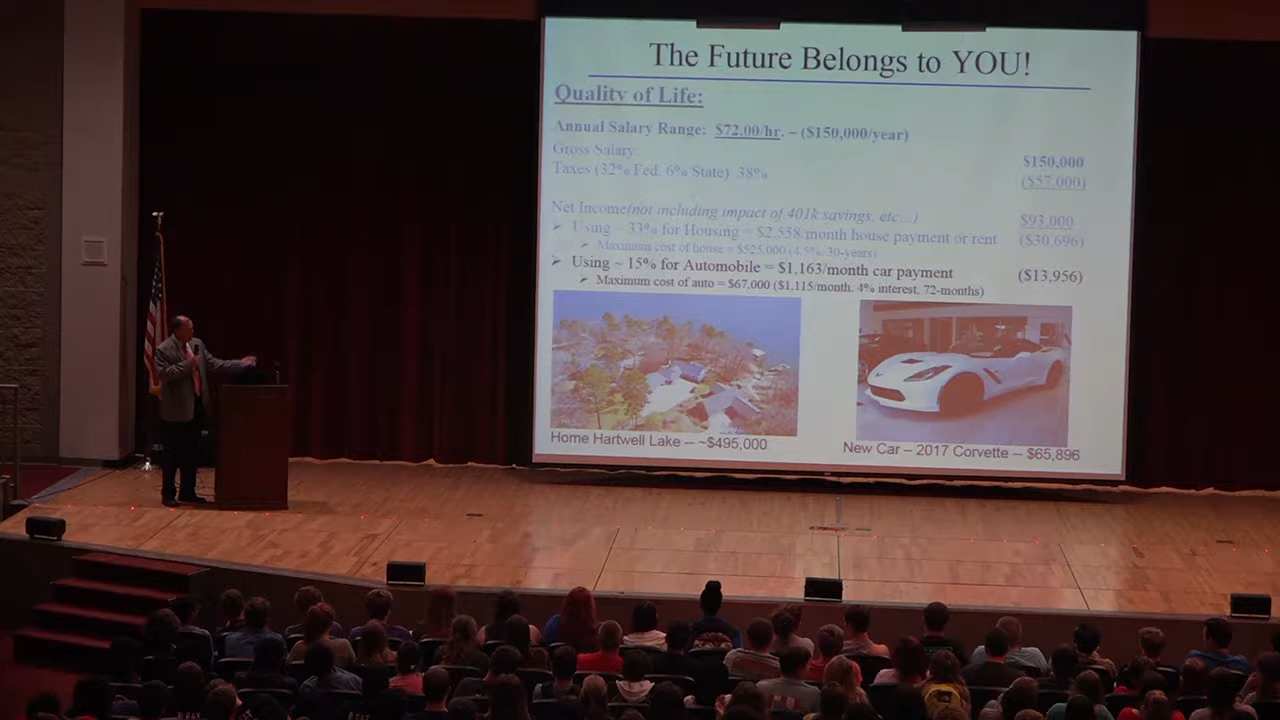 The Future Belongs to YOU!
Quality of Life:
Annual Salary Range: $72.00/hr. – ($150,000/year)
Gross Salary: $150,000
Taxes (32% Fed, 6% State) 38% ($57,000)
Net Income(not including impact of 401k savings, etc...) $93,000
➢ Using ~ 33% for Housing = $2,558/month house payment or rent ($30,696)
➢ Maximum cost of house = $525,000 (4.5%, 30-years)
➢ Using ~ 15% for Automobile = $1,163/month car payment ($13,956)
➢ Maximum cost of auto = $67,000 ($1,115/month, 4% interest, 72-months)
Home Hartwell Lake – ~$495,000
New Car – 2017 Corvette – $65,896